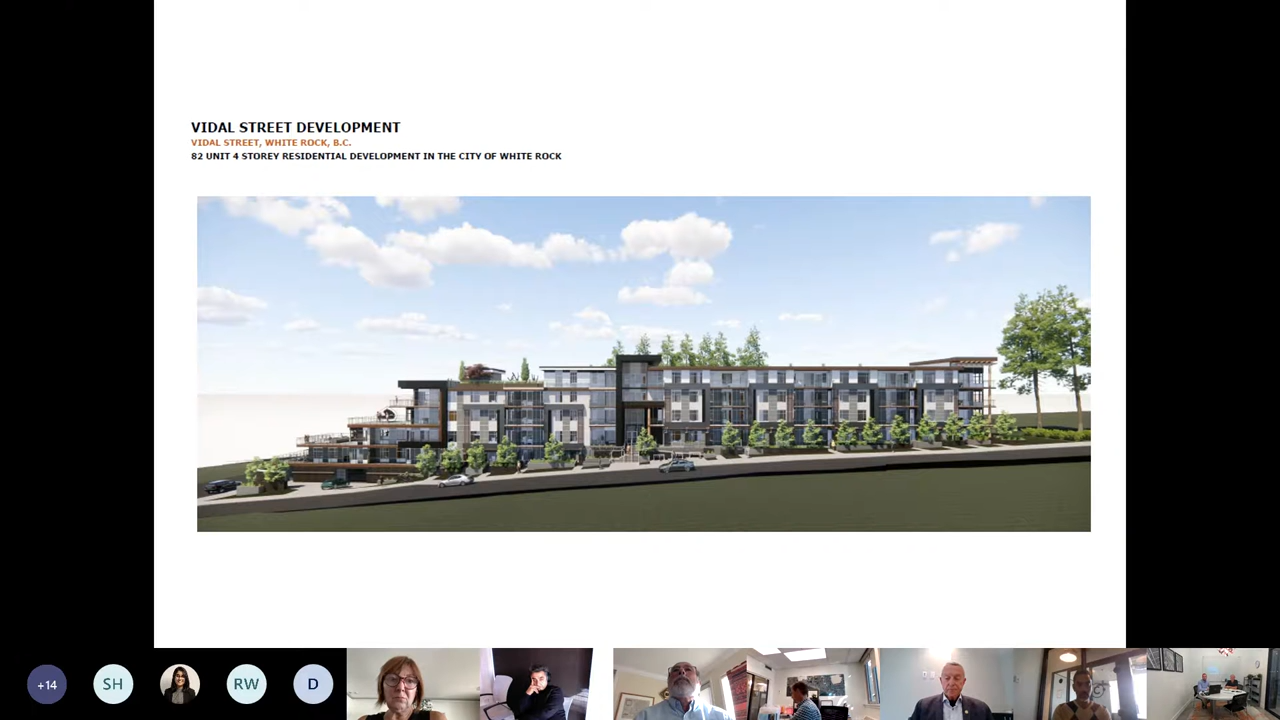 VIDAL STREET DEVELOPMENT
VIDAL STREET, WHITE ROCK, B.C.
82 UNIT 4 STOREY RESIDENTIAL DEVELOPMENT IN THE CITY OF WHITE ROCK
+14
SH
RW
D